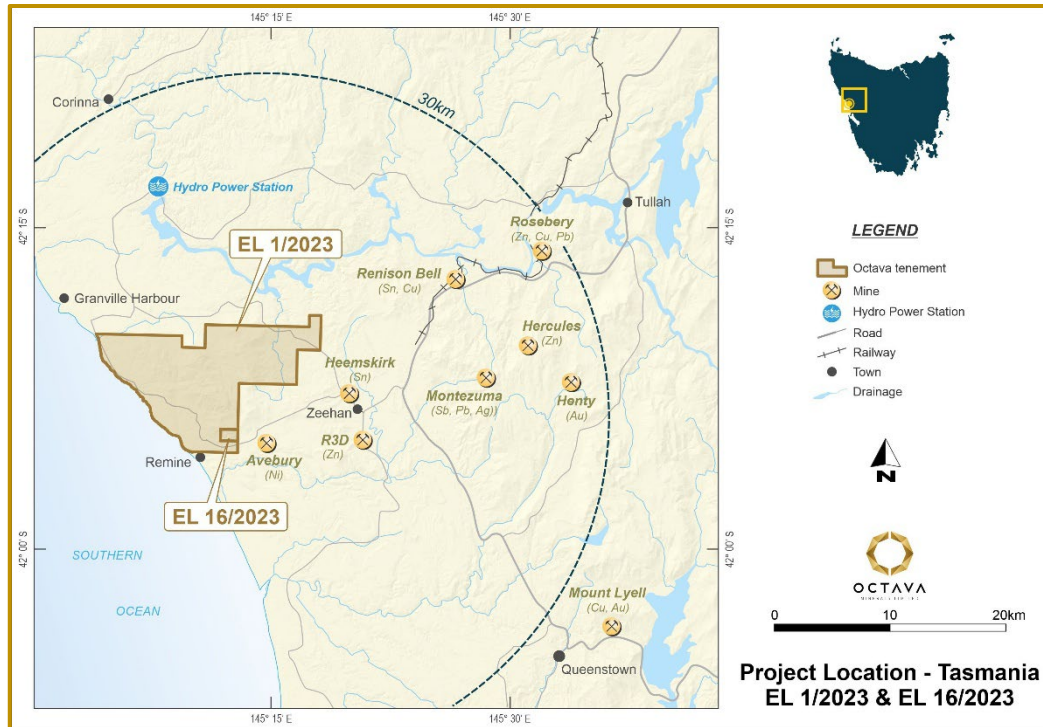 145° 15' E
145° 30' E
Corinna
30km
Hydro Power Station
Tullah
42° 15' S
42° 15' S
Rosebery
(Zn, Cu, Pb)
EL 1/2023
Renison Bell
(Sn, Cu)
Granville Harbour
Hercules
(Zn)
Heemskirk
(Sn)
Montezuma
(Sb, Pb, Ag))
Henty
(Au)
Zeehan
R3D
(Zn)
Avebury
(Ni)
Remine
EL 16/2023
42° 00' S
42° 00' S
SOUTHERN
OCEAN
Mount Lyell
(Cu, Au)
Queenstown
145° 15' E
145° 30' E
LEGEND
Octava tenement
Mine
Hydro Power Station
Road
Railway
Town
Drainage
N
OCTAVA
0 10 20km
Project Location - Tasmania
EL 1/2023 & EL 16/2023